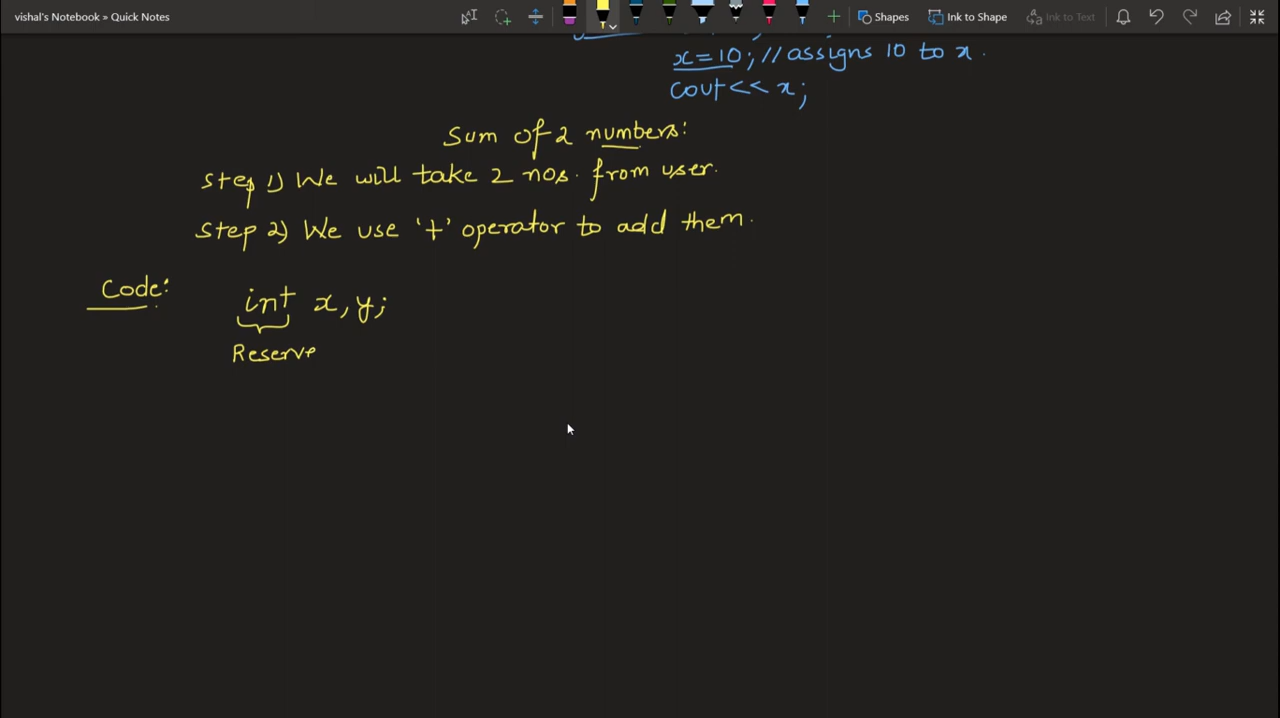 vishal's Notebook » Quick Notes
Shapes
Ink to Shape
Ink to Text
x=10; // assigns 10 to x.
cout<< x;
Sum of 2 numbers:
Step 1) We will take 2 nos. from user.
Step 2) We use '+' operator to add them.
Code:
int x, y;
Reserve